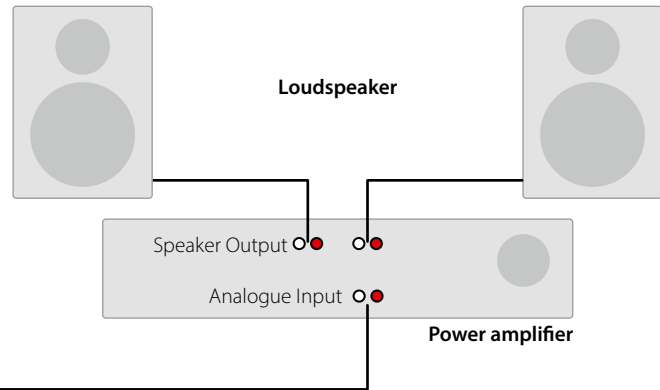 Loudspeaker
Speaker Output
Analogue Input
Power amplifier